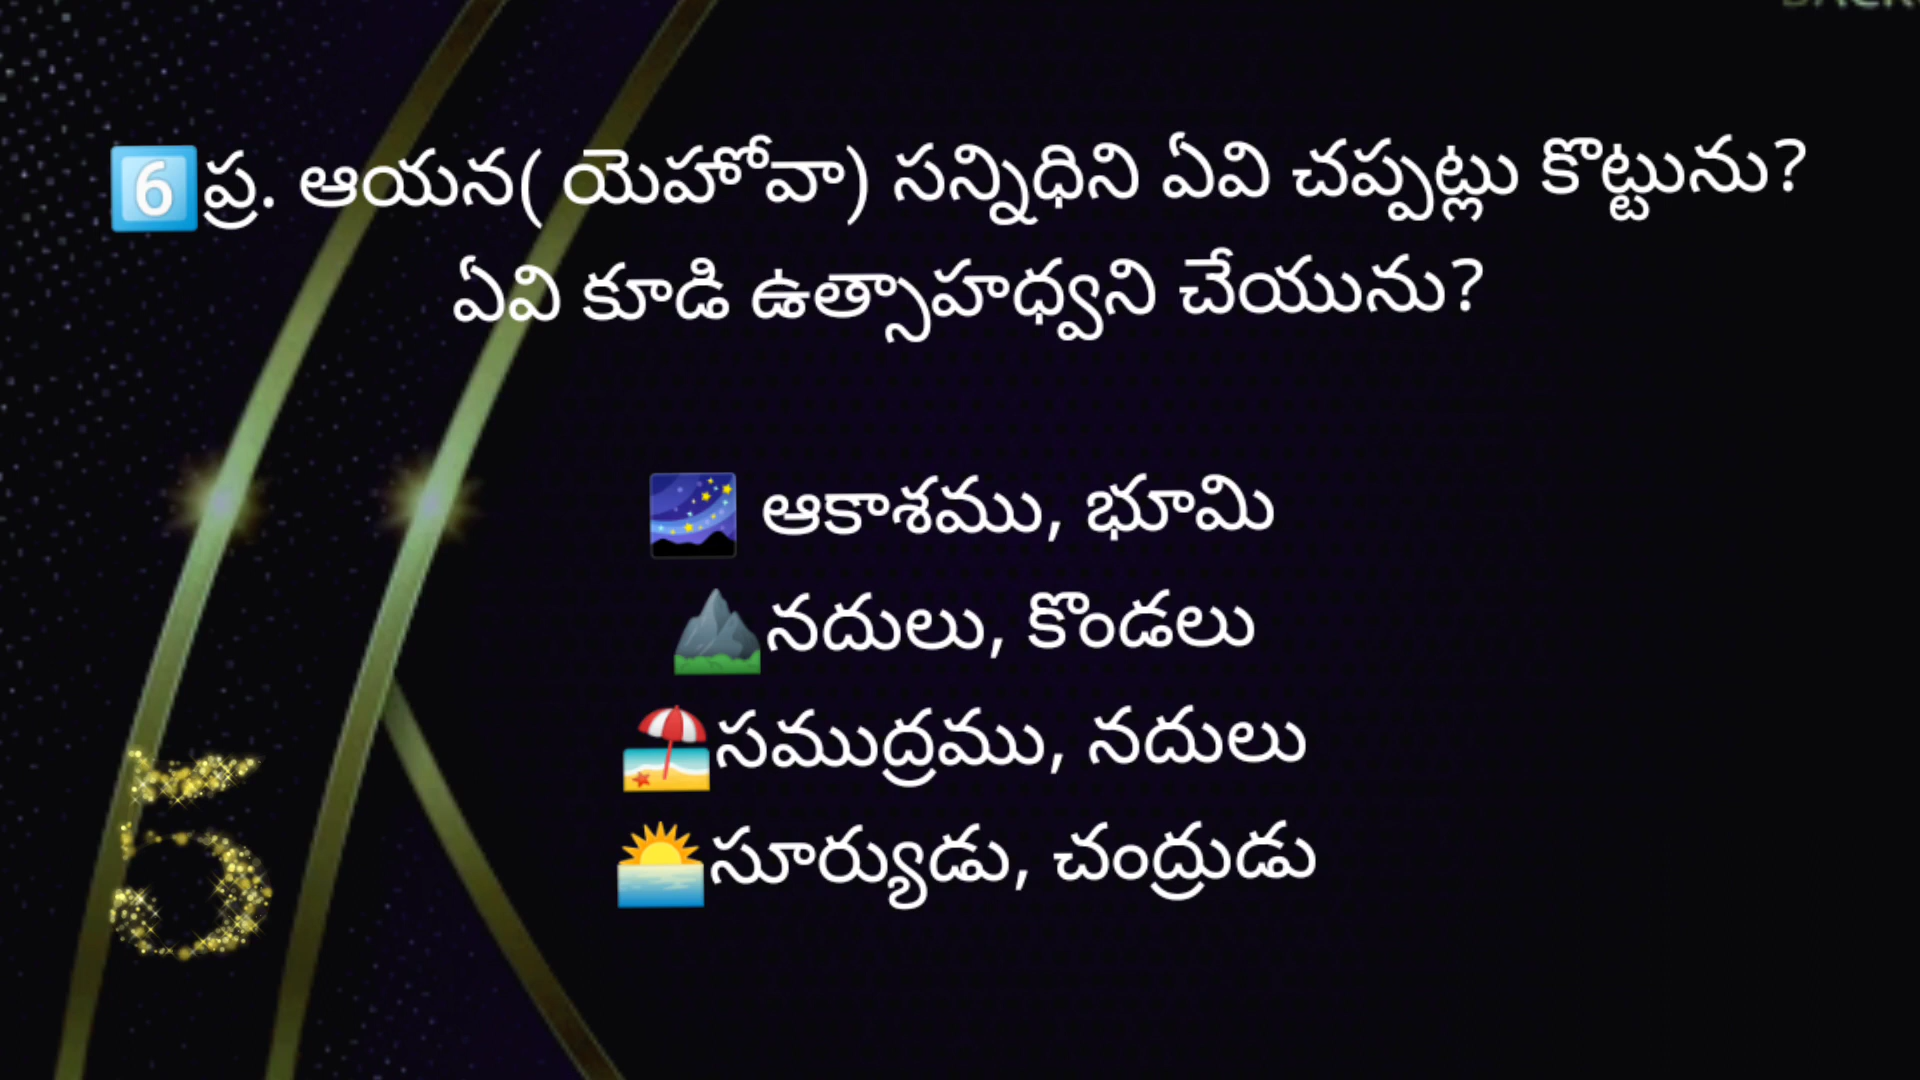 6 ప్ర. ఆయన( యెహోవా) సన్నిధిని ఏవి చప్పట్లు కొట్టును?
ఏవి కూడి ఉత్సాహధ్వని చేయును?
ఆకాశము, భూమి
నదులు, కొండలు
సముద్రము, నదులు
సూర్యుడు, చంద్రుడు
5